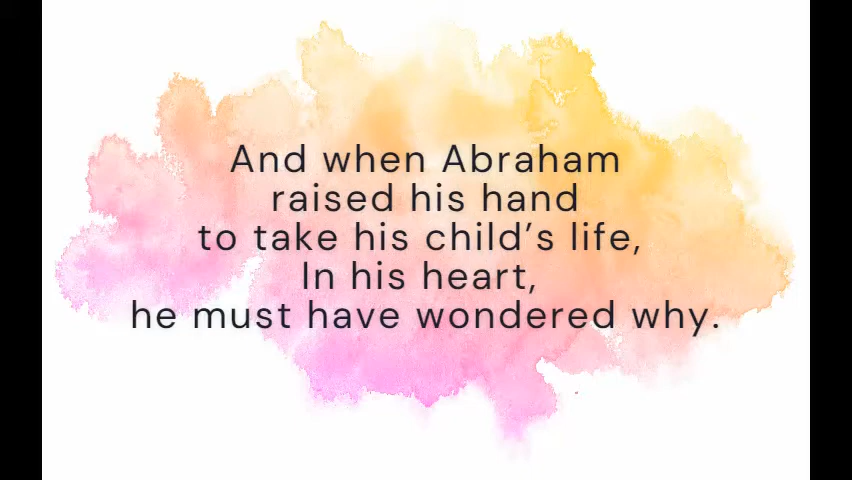 And when Abraham
raised his hand
to take his child’s life,
In his heart,
he must have wondered why.